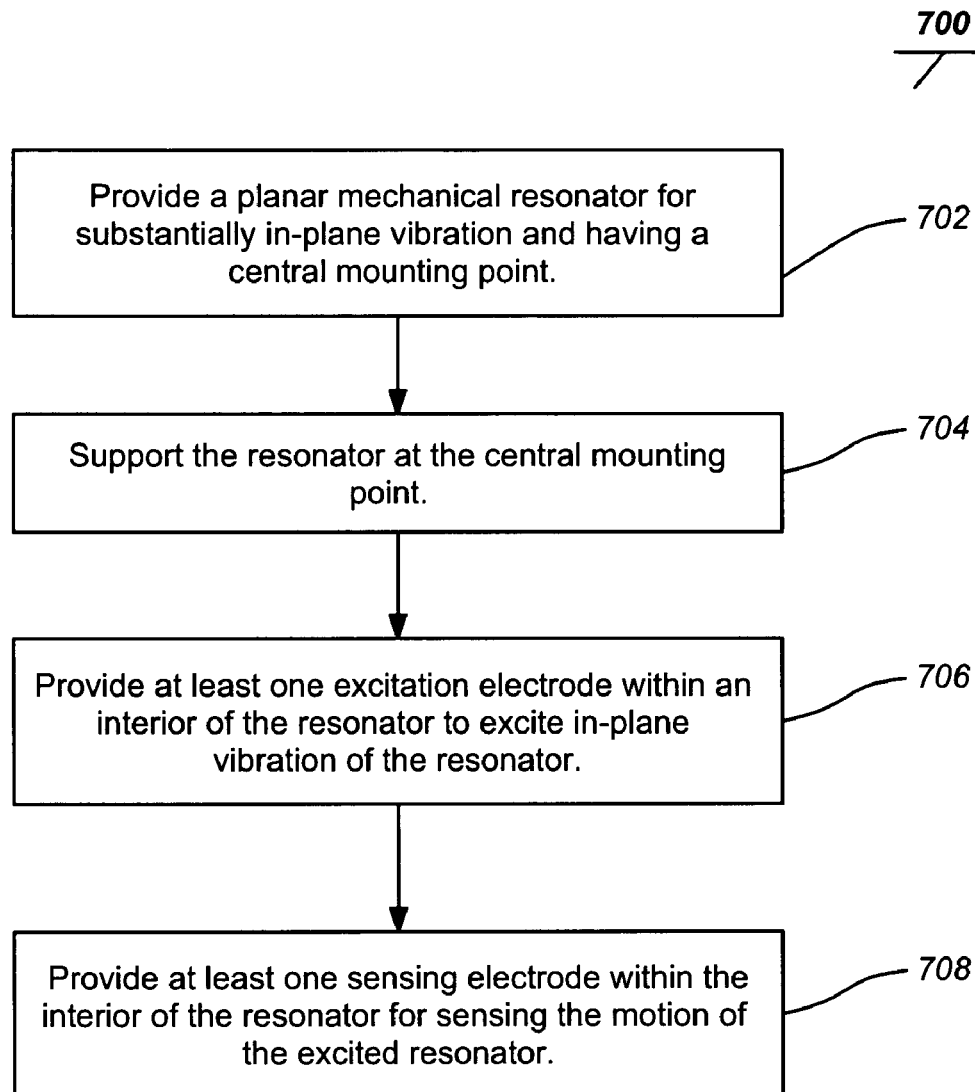 700
Provide a planar mechanical resonator for
substantially in-plane vibration and having a
central mounting point.
702
Support the resonator at the central mounting
point.
704
Provide at least one excitation electrode within an
interior of the resonator to excite in-plane
vibration of the resonator.
706
Provide at least one sensing electrode within the
interior of the resonator for sensing the motion of
the excited resonator.
708